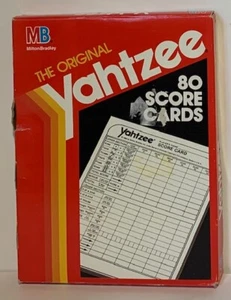 MB
MiltonBradley
THE ORIGINAL
Yahtzee
80
SCORE
CARDS
Yahtzee
SCORE CARD